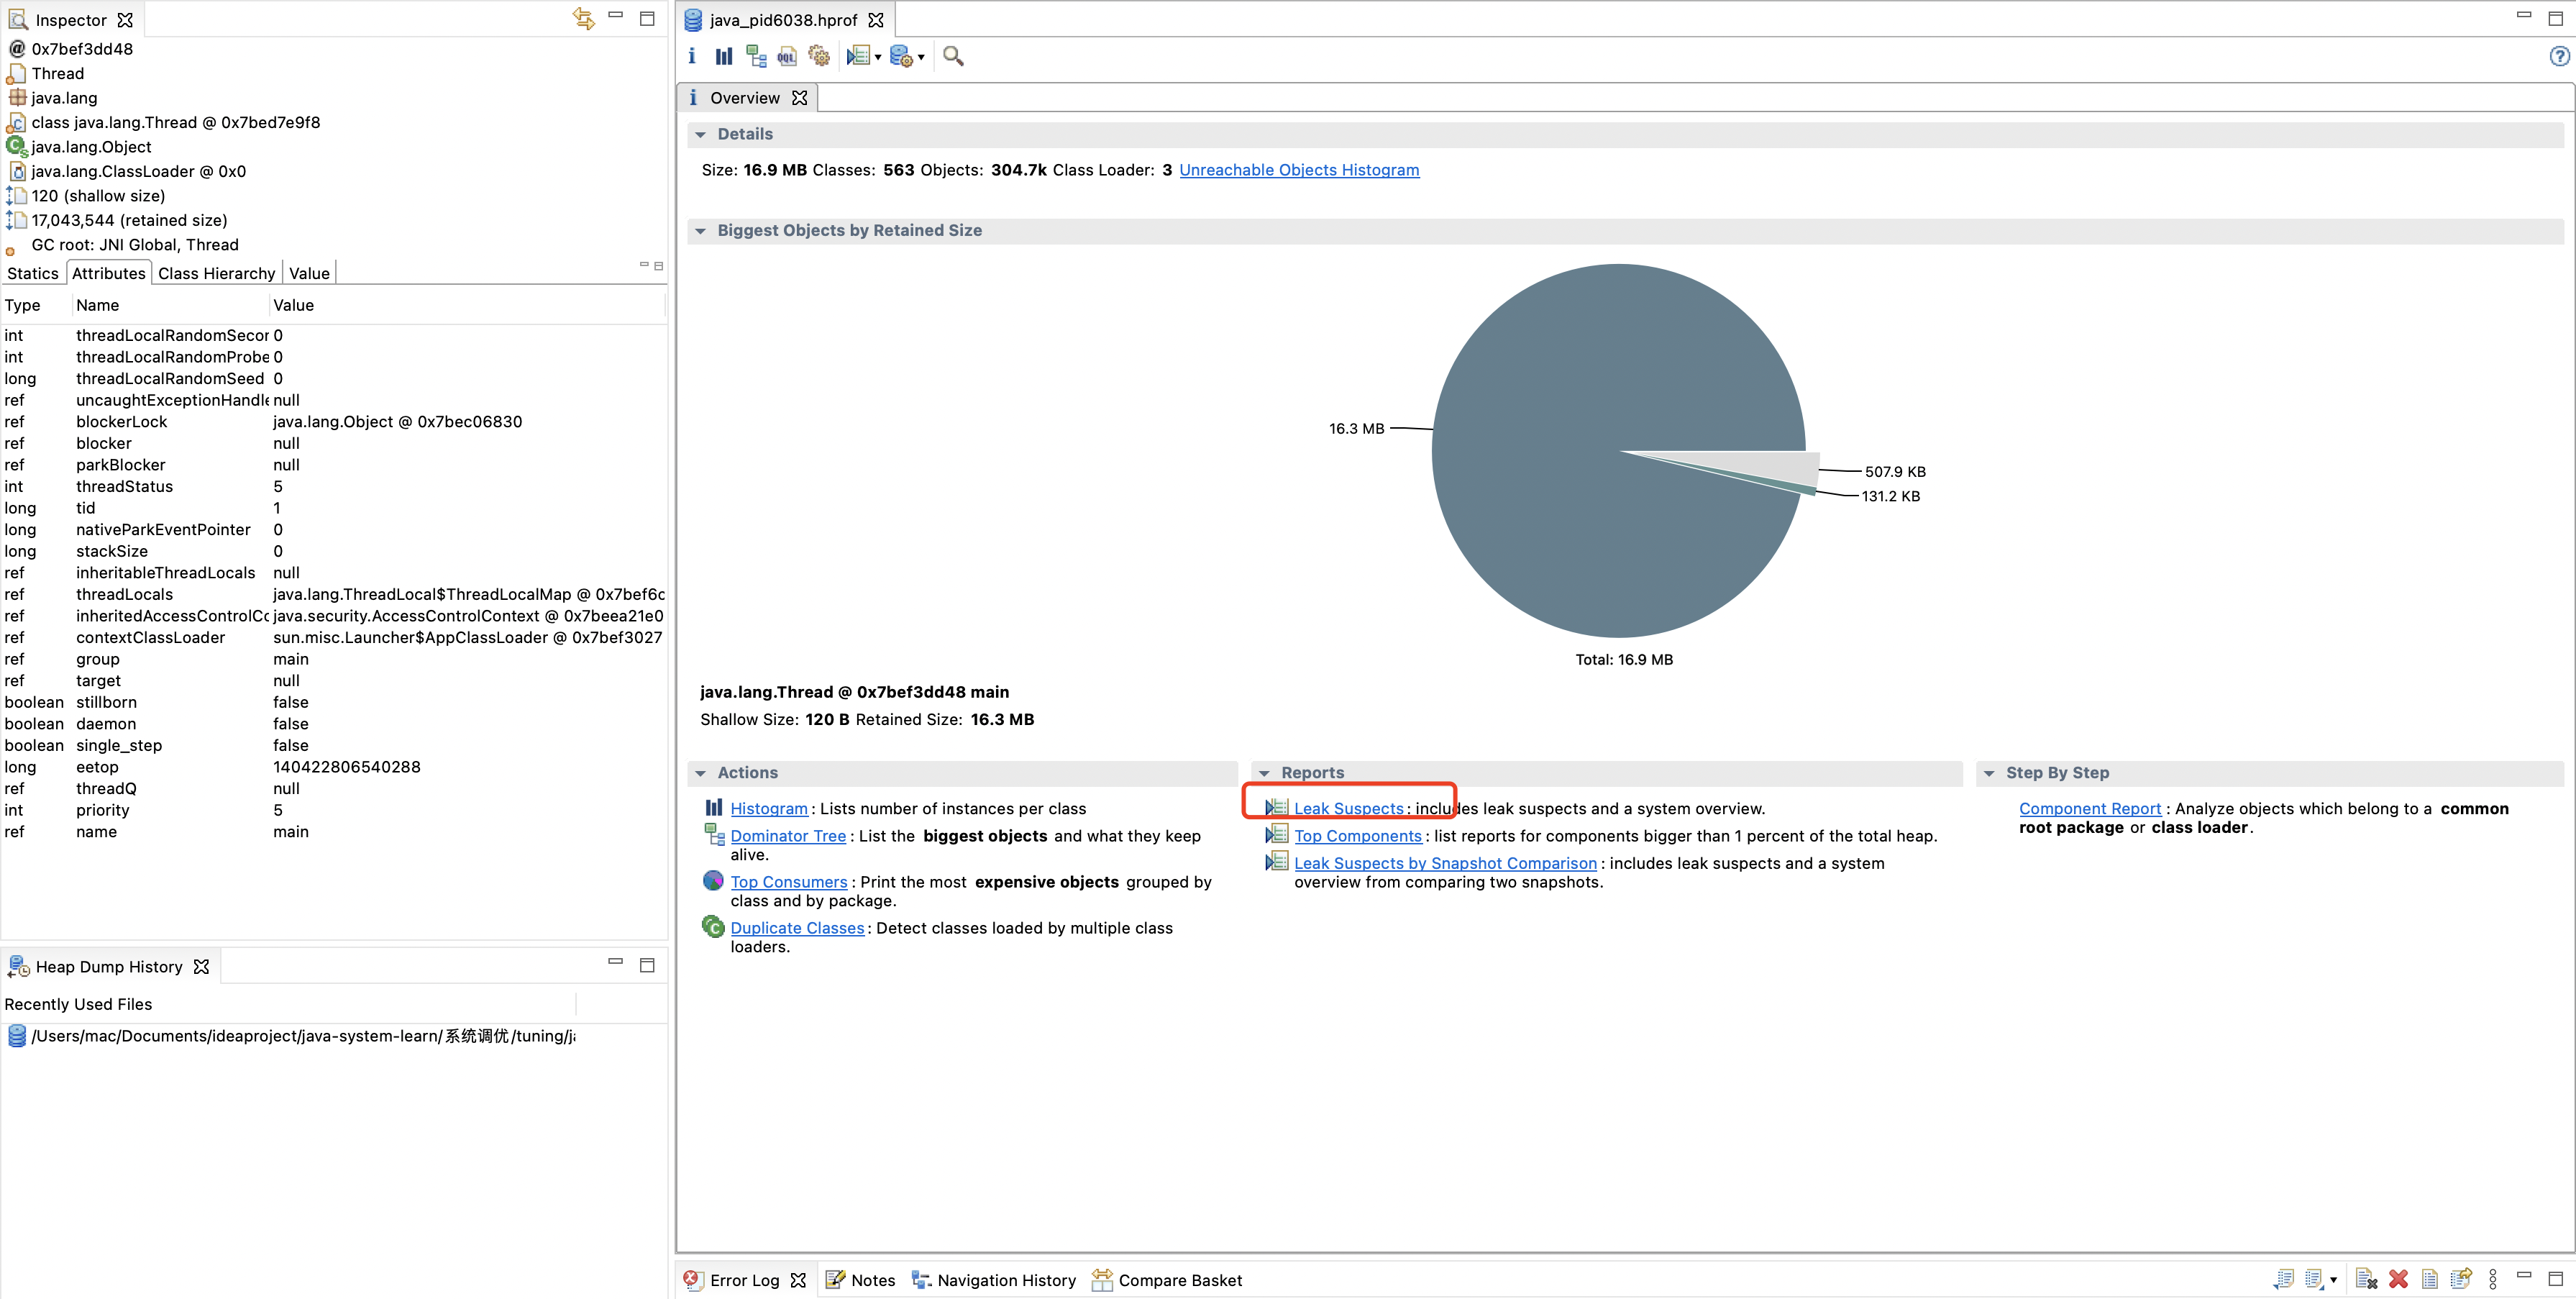 Inspector
@ 0x7bef3dd48
Thread
java.lang
class java.lang.Thread @ 0x7bed7e9f8
java.lang.Object
java.lang.ClassLoader @ 0x0
120 (shallow size)
17,043,544 (retained size)
GC root: JNI Global, Thread
Statics Attributes Class Hierarchy Value
Type Name Value
int threadLocalRandomSecor 0
int threadLocalRandomProbe 0
long threadLocalRandomSeed 0
ref uncaughtExceptionHandle null
ref blockerLock java.lang.Object @ 0x7bec06830
ref blocker null
ref parkBlocker null
int threadStatus 5
long tid 1
long nativeParkEventPointer 0
long stackSize 0
ref inheritableThreadLocals null
ref threadLocals java.lang.ThreadLocal$ThreadLocalMap @ 0x7bef6c
ref inheritedAccessControlCc java.security.AccessControlContext @ 0x7beea21e0
ref contextClassLoader sun.misc.Launcher$AppClassLoader @ 0x7bef3027
ref group main
ref target null
boolean stillborn false
boolean daemon false
boolean single_step false
long eetop 140422806540288
ref threadQ null
int priority 5
ref name main
Heap Dump History
Recently Used Files
/Users/mac/Documents/ideaproject/java-system-learn/系统调优/tuning/ja
java_pid6038.hprof
i OQL
i Overview
Details
Size: 16.9 MB Classes: 563 Objects: 304.7k Class Loader: 3 Unreachable Objects Histogram
Biggest Objects by Retained Size
16.3 MB
507.9 KB
131.2 KB
Total: 16.9 MB
java.lang.Thread @ 0x7bef3dd48 main
Shallow Size: 120 B Retained Size: 16.3 MB
Actions
Histogram: Lists number of instances per class
Dominator Tree: List the biggest objects and what they keep
alive.
Top Consumers: Print the most expensive objects grouped by
class and by package.
Duplicate Classes: Detect classes loaded by multiple class
loaders.
Reports
Leak Suspects: includes leak suspects and a system overview.
Top Components: list reports for components bigger than 1 percent of the total heap.
Leak Suspects by Snapshot Comparison: includes leak suspects and a system
overview from comparing two snapshots.
Step By Step
Component Report: Analyze objects which belong to a common
root package or class loader.
Error Log Notes Navigation History Compare Basket